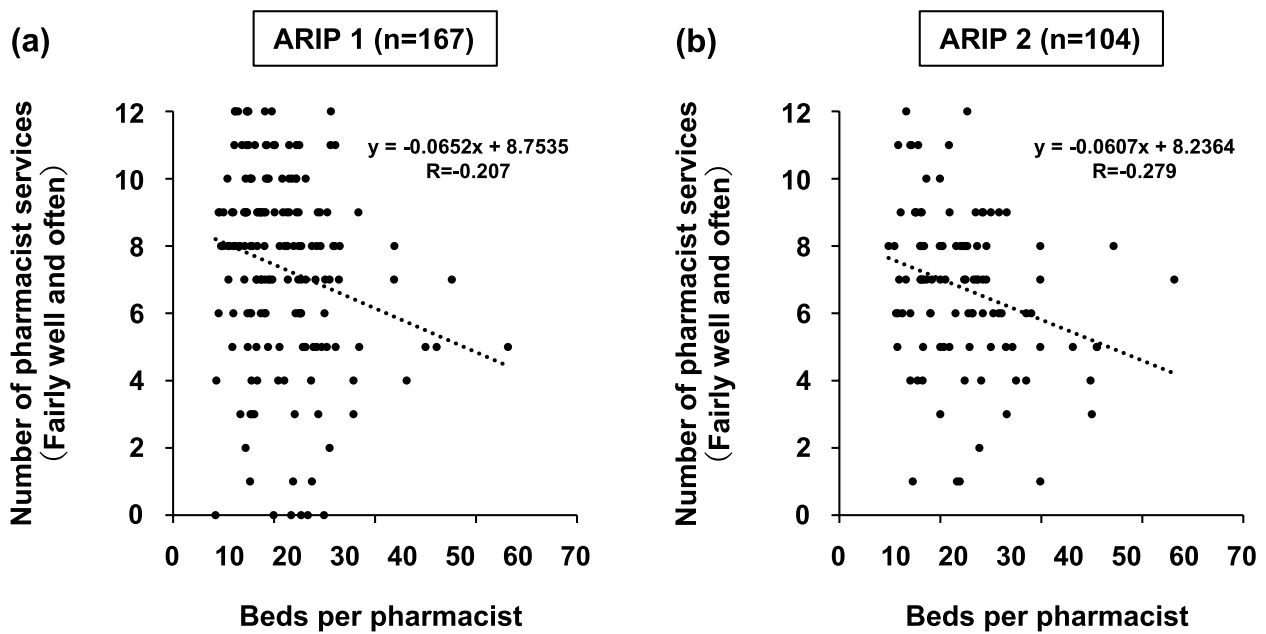 (a)
ARIP 1 (n=167)
Number of pharmacist services
（Fairly well and often）
12
10
8
6
4
2
0
y = -0.0652x + 8.7535
R=-0.207
0 10 20 30 40 50 60 70
Beds per pharmacist
(b)
ARIP 2 (n=104)
Number of pharmacist services
（Fairly well and often）
12
10
8
6
4
2
0
y = -0.0607x + 8.2364
R=-0.279
0 10 20 30 40 50 60 70
Beds per pharmacist